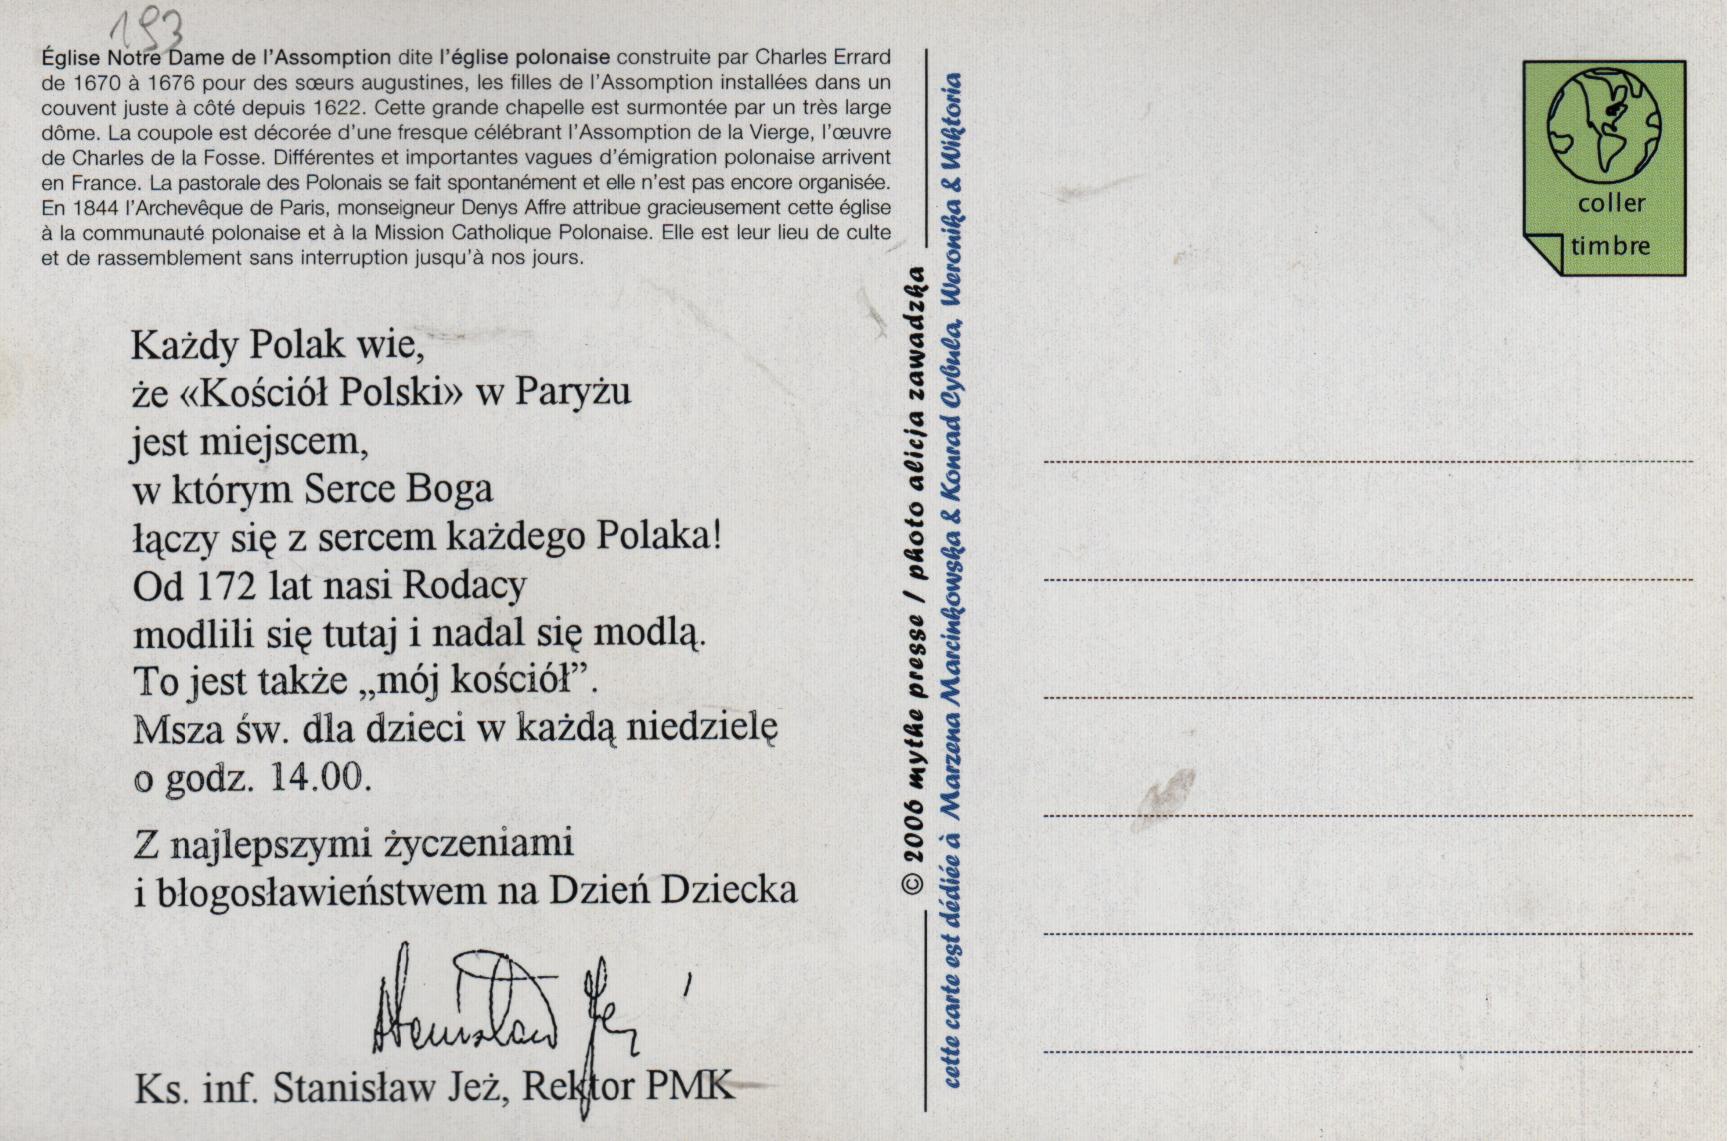 193
Église Notre Dame de l'Assomption dite l'église polonaise construite par Charles Errard
de 1670 à 1676 pour des sœurs augustines, les filles de l'Assomption installées dans un
couvent juste à côté depuis 1622. Cette grande chapelle est surmontée par un très large
dôme. La coupole est décorée d'une fresque célébrant l'Assomption de la Vierge, l'œuvre
de Charles de la Fosse. Différentes et importantes vagues d'émigration polonaise arrivent
en France. La pastorale des Polonais se fait spontanément et elle n'est pas encore organisée.
En 1844 l'Archevêque de Paris, monseigneur Denys Affre attribue gracieusement cette église
à la communauté polonaise et à la Mission Catholique Polonaise. Elle est leur lieu de culte
et de rassemblement sans interruption jusqu'à nos jours.
Każdy Polak wie,
że «Kościół Polski» w Paryżu
jest miejscem,
w którym Serce Boga
łączy się z sercem każdego Polaka!
Od 172 lat nasi Rodacy
modlili się tutaj i nadal się modlą.
To jest także „mój kościół”.
Msza św. dla dzieci w każdą niedzielę
o godz. 14.00.
Z najlepszymi życzeniami
i błogosławieństwem na Dzień Dziecka
Stanisław Jeż
Ks. inf. Stanisław Jeż, Rektor PMK
© 2006 mythe presse / photo alicja zawadzka
cette carte est dédiée à Marzena Marcinkowska & Konrad Cybula, Weronika & Wiktoria
coller
timbre